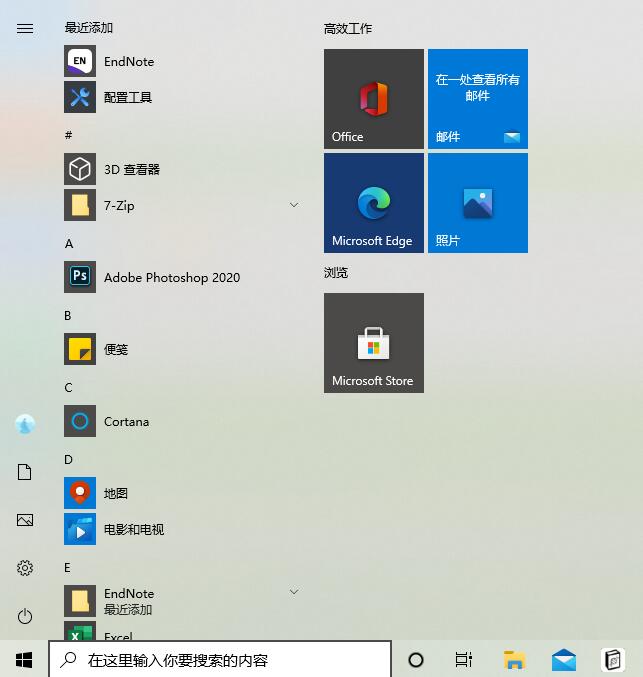 最近添加
EN
EndNote
配置工具
#
3D 查看器
7-Zip
A
Ps
Adobe Photoshop 2020
B
便笺
C
Cortana
D
地图
电影和电视
E
EndNote
最近添加
X
Excel
高效工作
Office
在一处查看所有
邮件
邮件
Microsoft Edge
照片
浏览
Microsoft Store
在这里输入你要搜索的内容